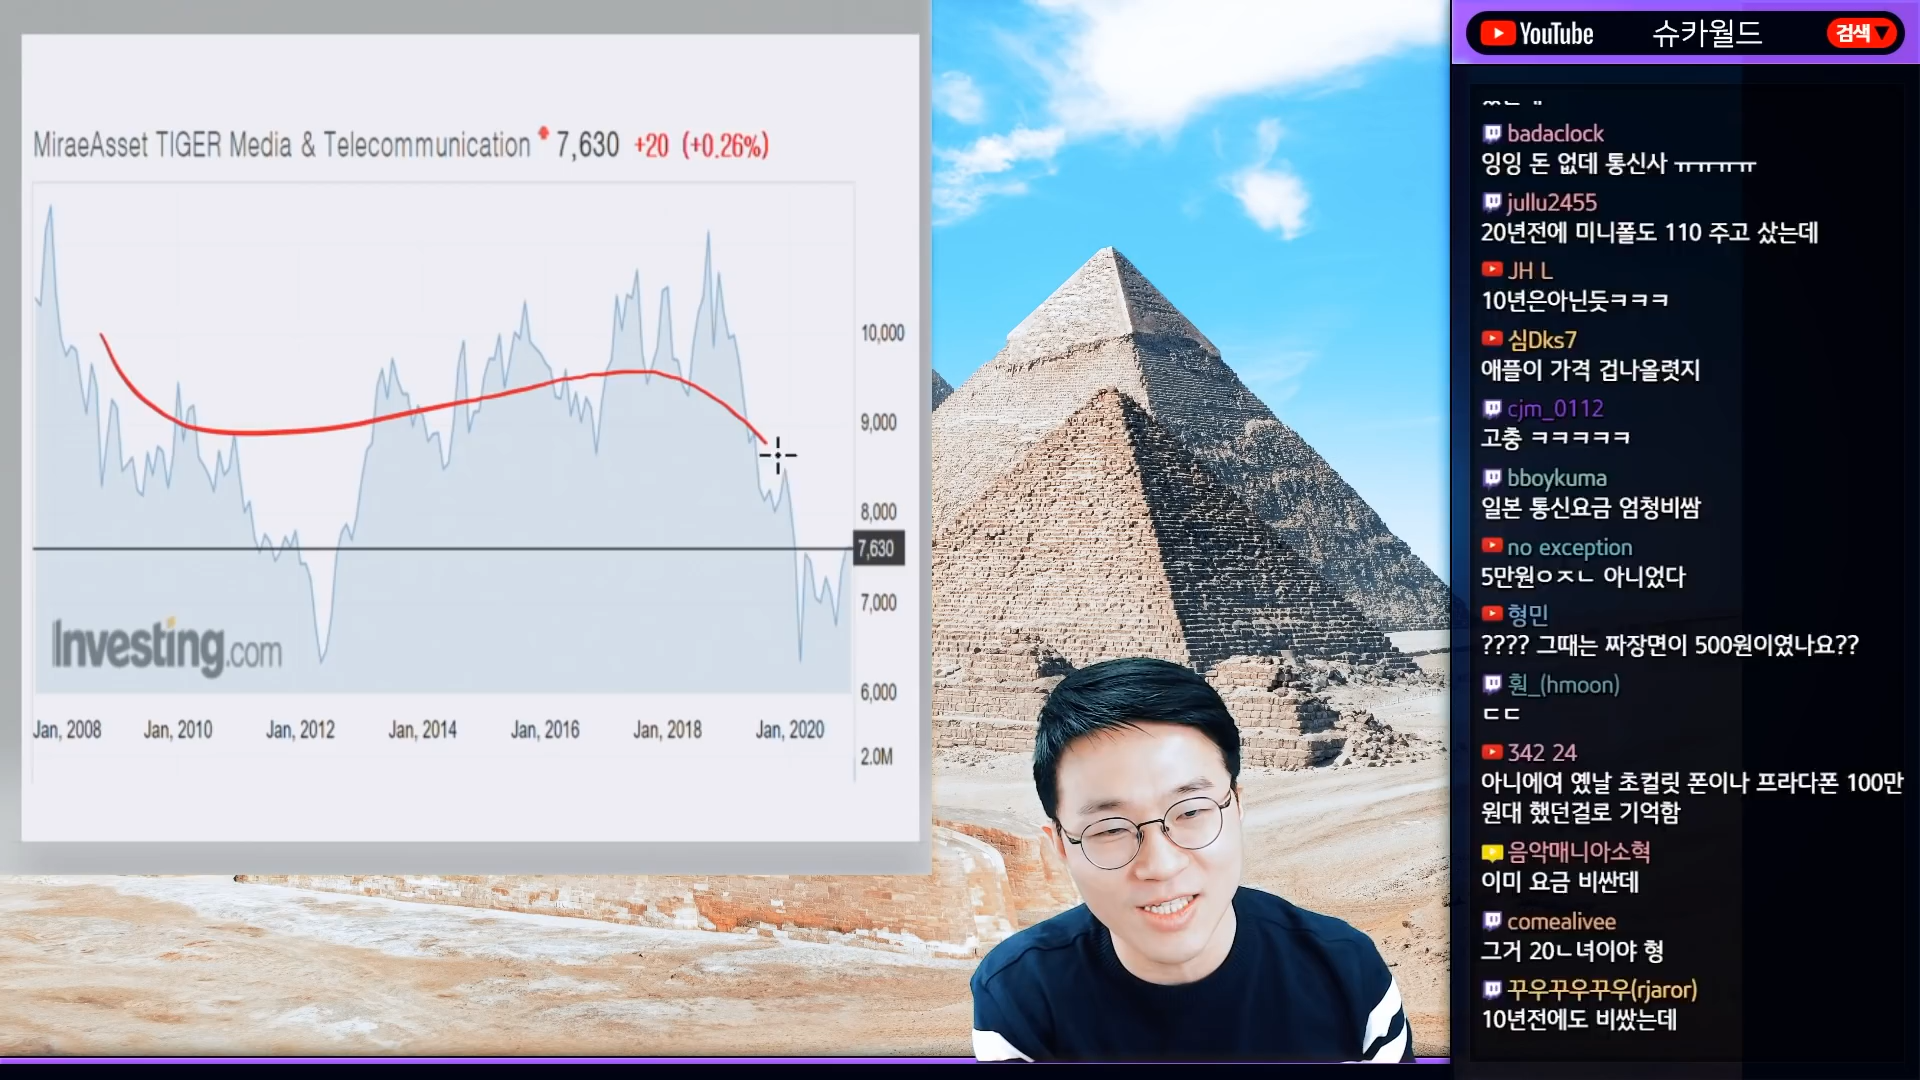 MiraeAsset TIGER Media & Telecommunication 7,630 +20 (+0.26%)
10,000
9,000
8,000
7,630
7,000
6,000
2.0M
Investing.com
Jan, 2008 Jan, 2010 Jan, 2012 Jan, 2014 Jan, 2016 Jan, 2018 Jan, 2020
YouTube 슈카월드 검색▼
badaclock
잉잉 돈 없데 통신사 ㅠㅠㅠㅠ
jullu2455
20년전에 미니폴도 110 주고 샀는데
JH L
10년은아닌듯ㅋㅋㅋ
심Dks7
애플이 가격 겁나올렷지
cjm_0112
고충 ㅋㅋㅋㅋㅋ
bboykuma
일본 통신요금 엄청비쌈
no exception
5만원ㅇㅈㄴ 아니었다
형민
???? 그때는 짜장면이 500원이였나요??
훤_(hmoon)
ㄷㄷ
342 24
아니에여 옜날 초컬릿 폰이나 프라다폰 100만
원대 했던걸로 기억함
음악매니아소혁
이미 요금 비싼데
comealivee
그거 20ㄴ녀이야 형
꾸우꾸우꾸우(rjaror)
10년전에도 비쌌는데